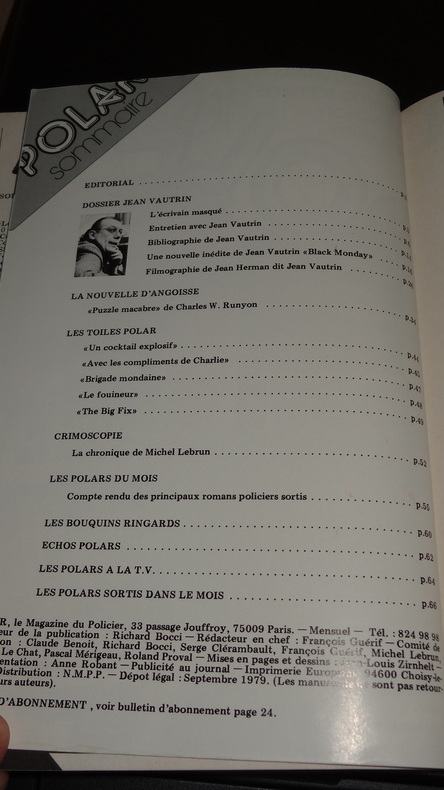 POLAR
sommaire
EDITORIAL
DOSSIER JEAN VAUTRIN
L'écrivain masqué
Entretien avec Jean Vautrin
Bibliographie de Jean Vautrin
Une nouvelle inédite de Jean Vautrin «Black Monday»
Filmographie de Jean Herman dit Jean Vautrin
LA NOUVELLE D'ANGOISSE
«Puzzle macabre» de Charles W. Runyon
LES TOILES POLAR
«Un cocktail explosif» p.44
«Avec les compliments de Charlie» p.45
«Brigade mondaine» p.47
«Le fouineur» p.48
«The Big Fix» p.49
CRIMOSCOPIE
La chronique de Michel Lebrun p.52
LES POLARS DU MOIS
Compte rendu des principaux romans policiers sortis p.55
LES BOUQUINS RINGARDS p.60
ECHOS POLARS p.62
LES POLARS A LA T.V. p.64
LES POLARS SORTIS DANS LE MOIS p.66
R, le Magazine du Policier, 33 passage Jouffroy, 75009 Paris. — Mensuel — Tél. : 824 98 98
eur de la publication : Richard Bocci — Rédacteur en chef : François Guérif — Comité de
ion : Claude Benoit, Richard Bocci, Serge Clérambault, François Guérif, Michel Lebrun,
Le Chat, Pascal Mérigeau, Roland Proval — Mises en pages et dessins : Louis Zirnhelt —
entation : Anne Robant — Publicité au journal — Imprimerie 94600 Choisy-le-
Distribution : N.M.P.P. — Dépot légal : Septembre 1979. (Les sont pas retour-
urs auteurs).
D'ABONNEMENT, voir bulletin d'abonnement page 24.